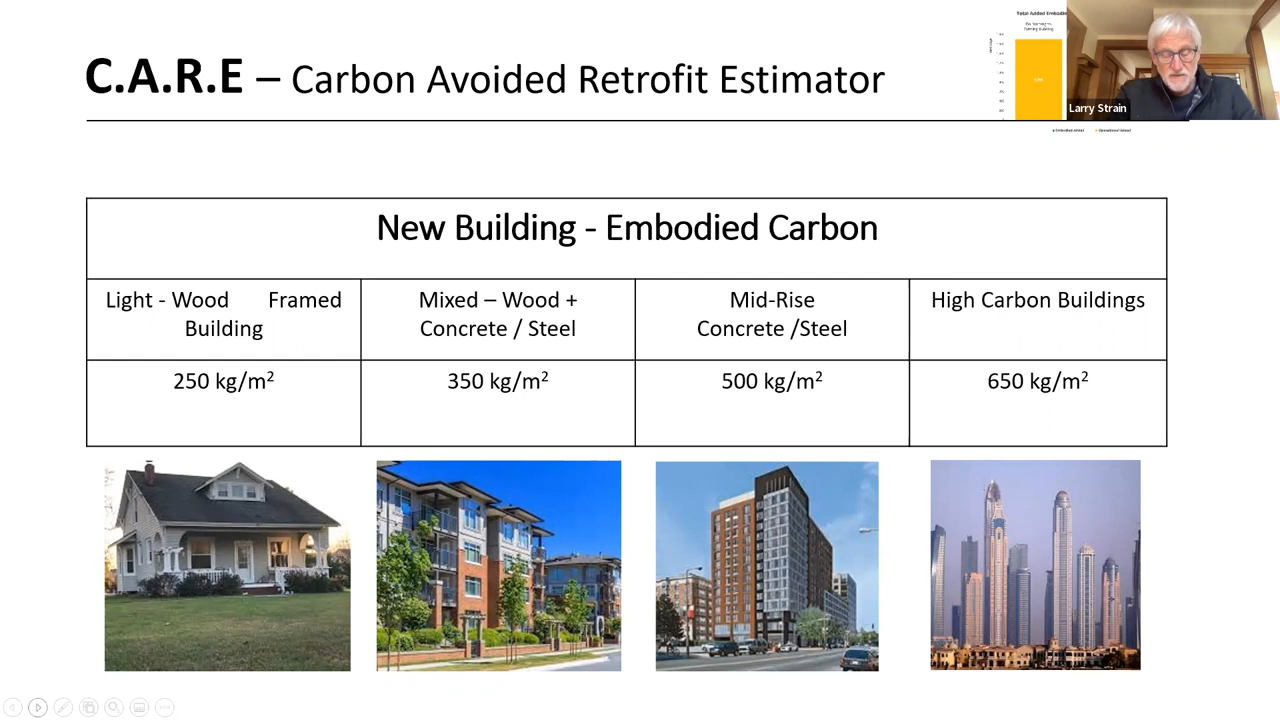 C.A.R.E – Carbon Avoided Retrofit Estimator
Larry Strain
New Building - Embodied Carbon
Light - Wood Framed
Building
Mixed – Wood +
Concrete / Steel
Mid-Rise
Concrete /Steel
High Carbon Buildings
250 kg/m²
350 kg/m²
500 kg/m²
650 kg/m²